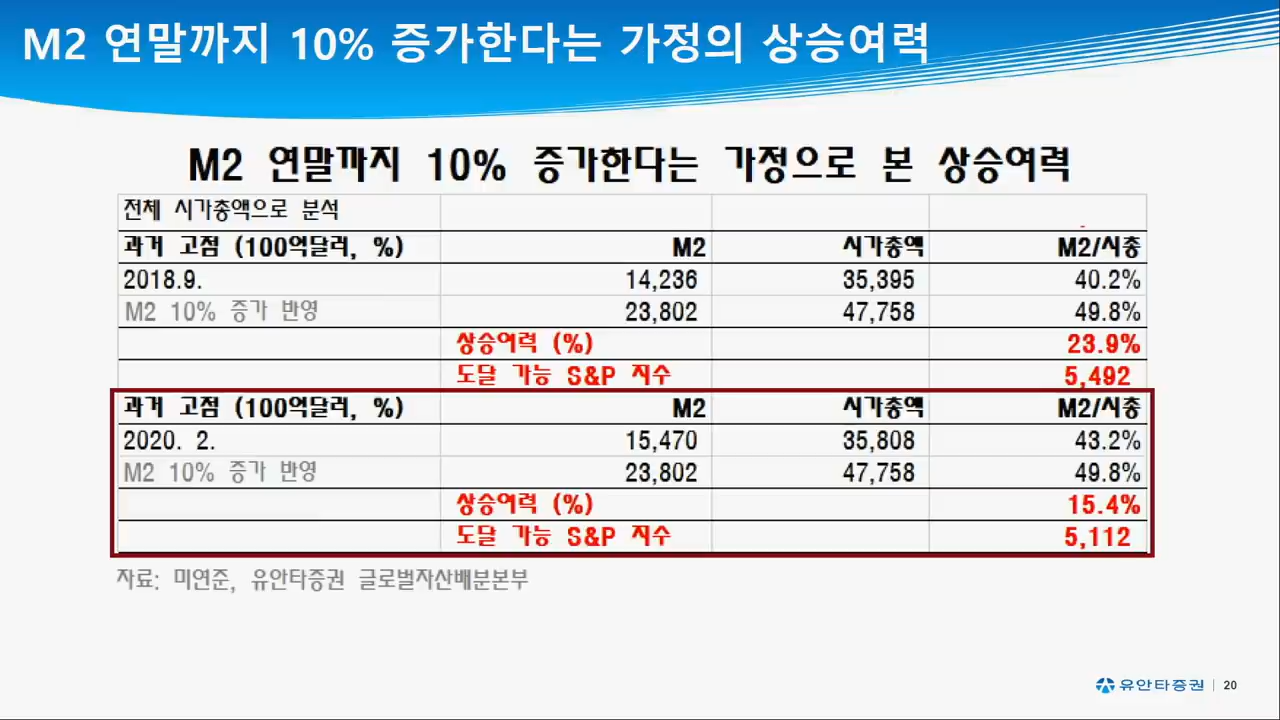 M2 연말까지 10% 증가한다는 가정의 상승여력
M2 연말까지 10% 증가한다는 가정으로 본 상승여력
전체 시가총액으로 분석
과거 고점 (100억달러, %) M2 시가총액 M2/시총
2018.9. 14,236 35,395 40.2%
M2 10% 증가 반영 23,802 47,758 49.8%
상승여력 (%) 23.9%
도달 가능 S&P 지수 5,492
과거 고점 (100억달러, %) M2 시가총액 M2/시총
2020. 2. 15,470 35,808 43.2%
M2 10% 증가 반영 23,802 47,758 49.8%
상승여력 (%) 15.4%
도달 가능 S&P 지수 5,112
자료: 미연준, 유안타증권 글로벌자산배분본부
유안타증권 | 20